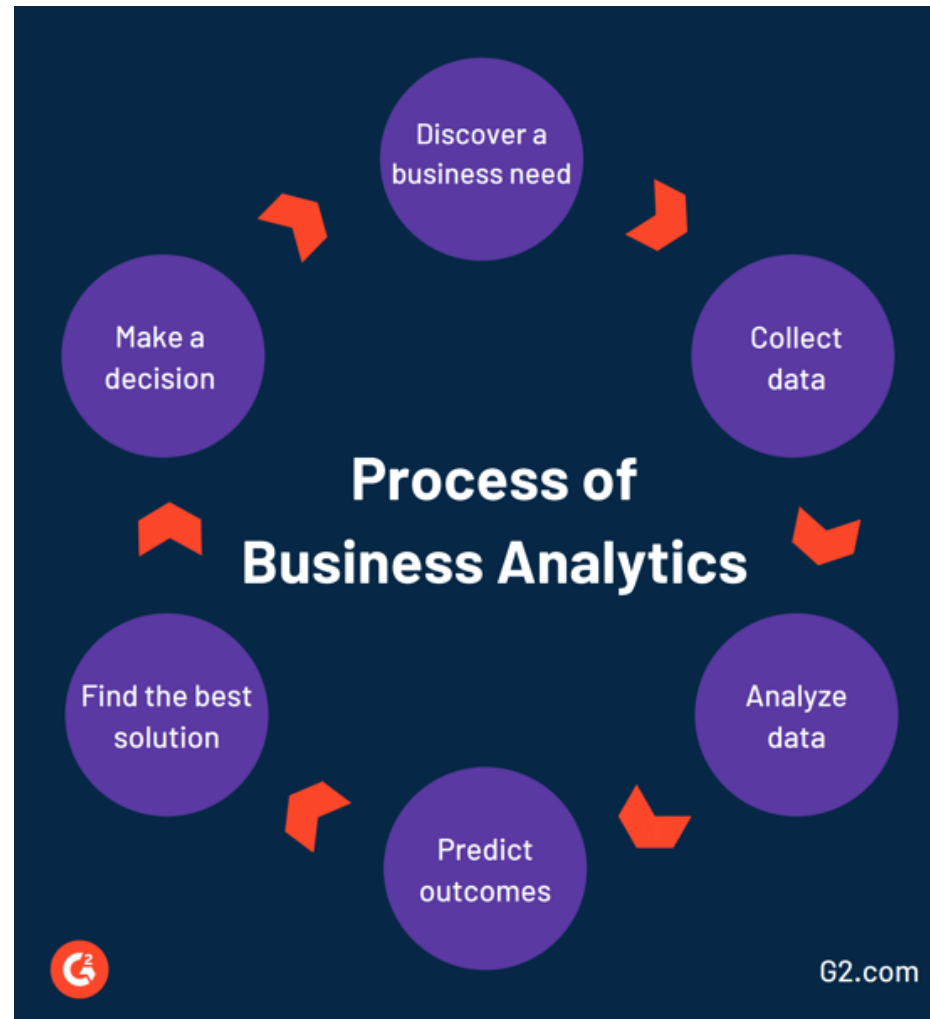 Discover a
business need
Collect
data
Analyze
data
Predict
outcomes
Find the best
solution
Make a
decision
Process of
Business Analytics
G2
G2.com